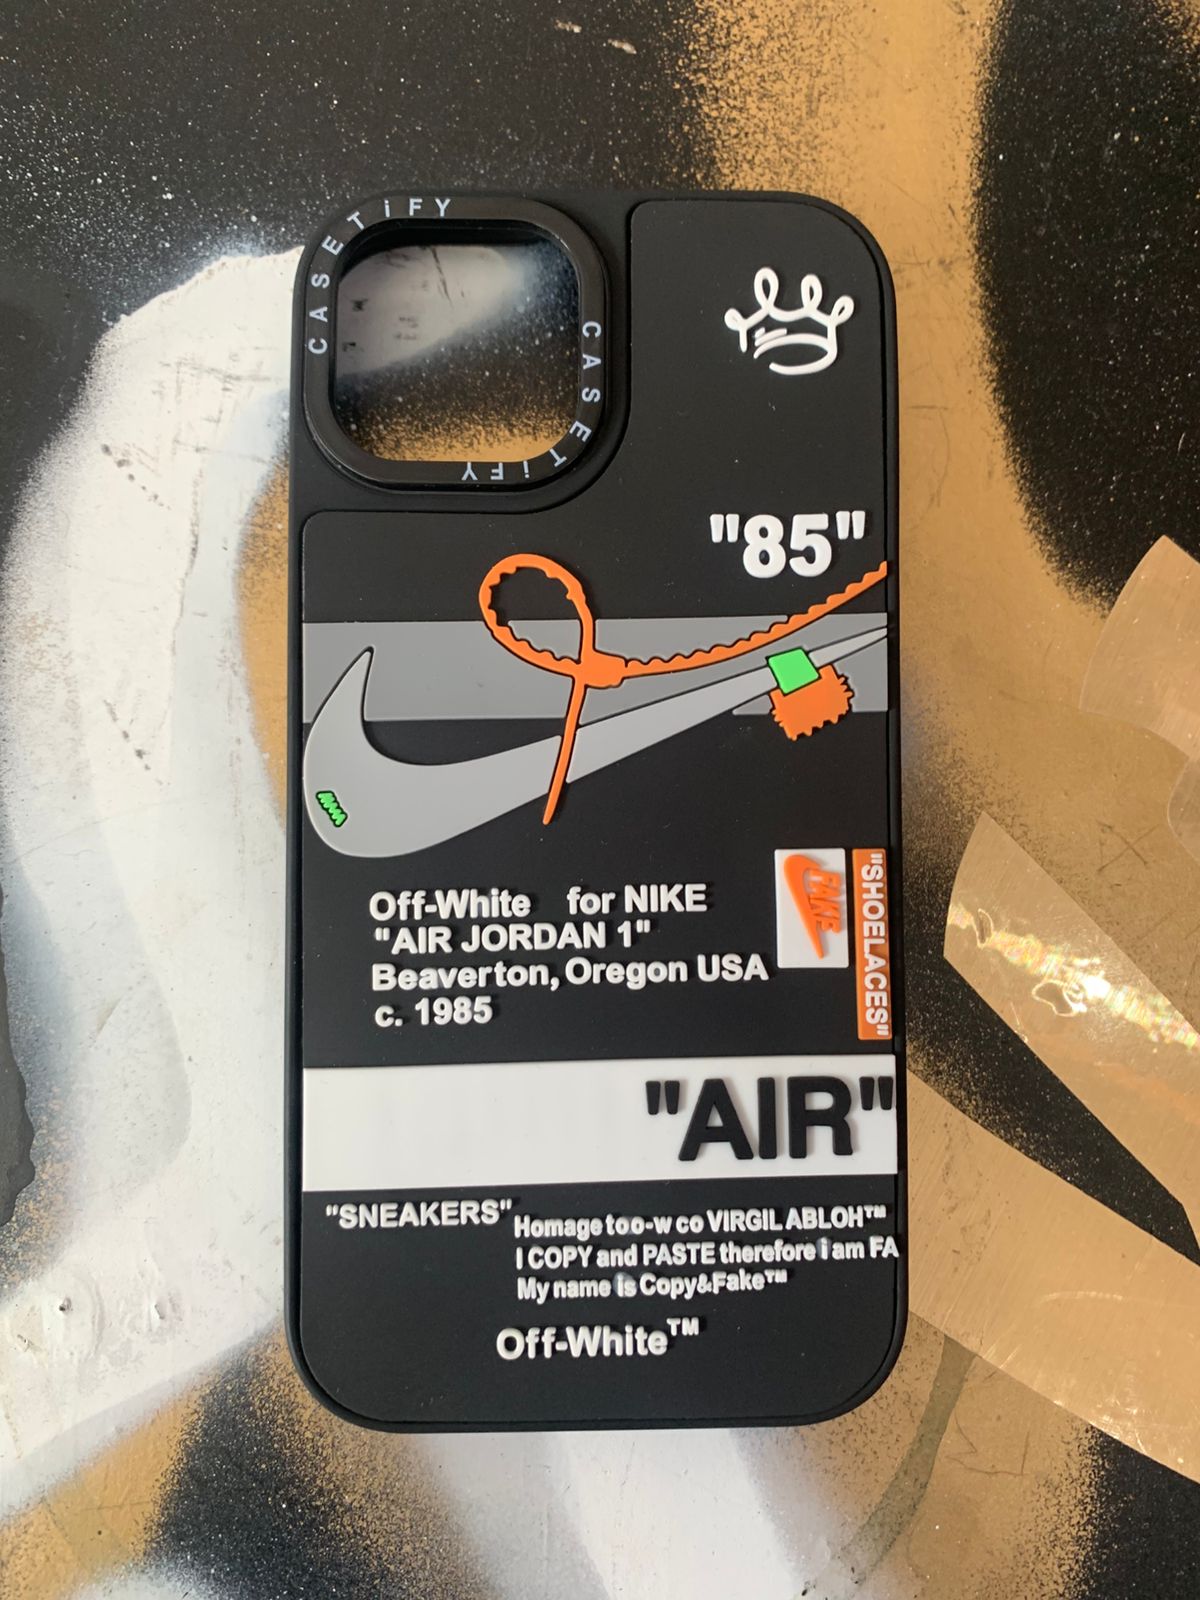 CASETiFY
CASETiFY
"85"
Off-White for NIKE
"AIR JORDAN 1"
Beaverton, Oregon USA
c. 1985
FAKE
"SHOELACES"
"AIR"
"SNEAKERS"
Homage to o-w co VIRGIL ABLOH™
I COPY and PASTE therefore i am FA
My name is Copy&Fake™
Off-White™